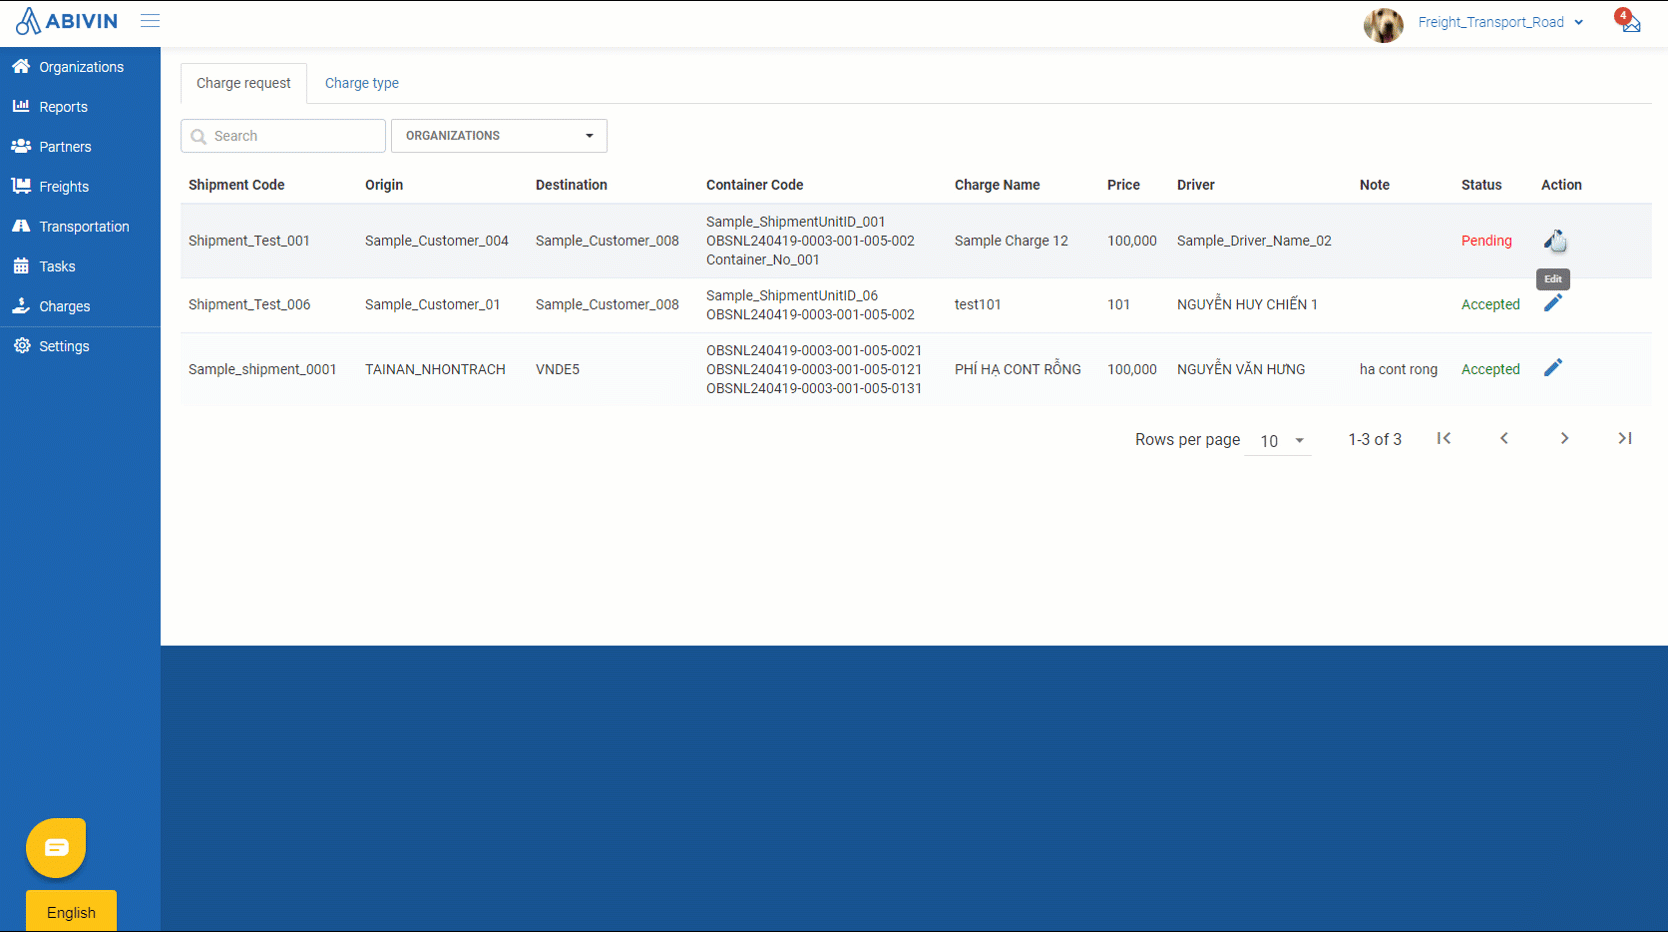 ABIVIN
Freight_Transport_Road
4
Organizations
Reports
Partners
Freights
Transportation
Tasks
Charges
Settings
Charge request
Charge type
Search
ORGANIZATIONS
Shipment Code Origin Destination Container Code Charge Name Price Driver Note Status Action
Sample_ShipmentUnitID_001
Shipment_Test_001 Sample_Customer_004 Sample_Customer_008 OBSNL240419-0003-001-005-002 Sample Charge 12 100,000 Sample_Driver_Name_02 Pending
Container_No_001
Edit
Sample_ShipmentUnitID_06
Shipment_Test_006 Sample_Customer_01 Sample_Customer_008 test101 101 NGUYỄN HUY CHIẾN 1 Accepted
OBSNL240419-0003-001-005-002
OBSNL240419-0003-001-005-0021
Sample_shipment_0001 TAINAN_NHONTRACH VNDE5 OBSNL240419-0003-001-005-0121 PHÍ HẠ CONT RỖNG 100,000 NGUYỄN VĂN HƯNG ha cont rong Accepted
OBSNL240419-0003-001-005-0131
Rows per page 10 1-3 of 3
English